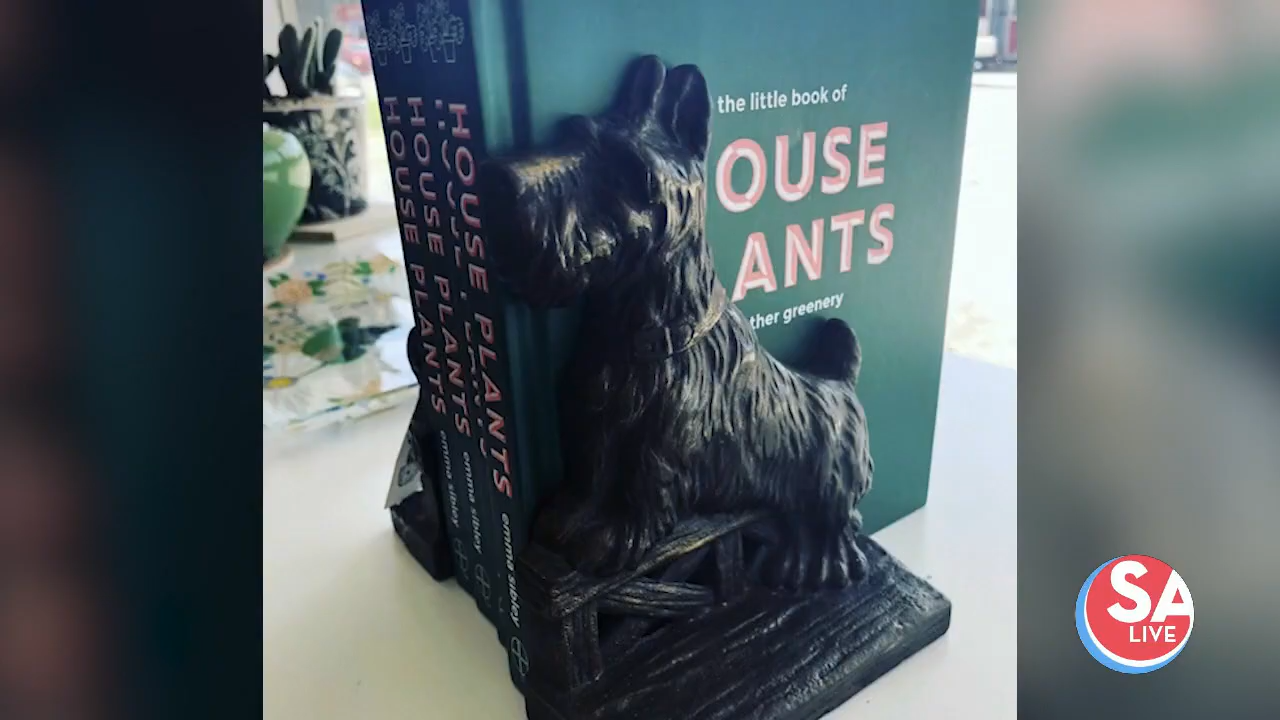 HOUSE PLANTS emma sibley
HOUSE PLANTS emma sibley
HOUSE PLANTS emma sibley
the little book of
OUSE
ANTS
ther greenery
SA
LIVE